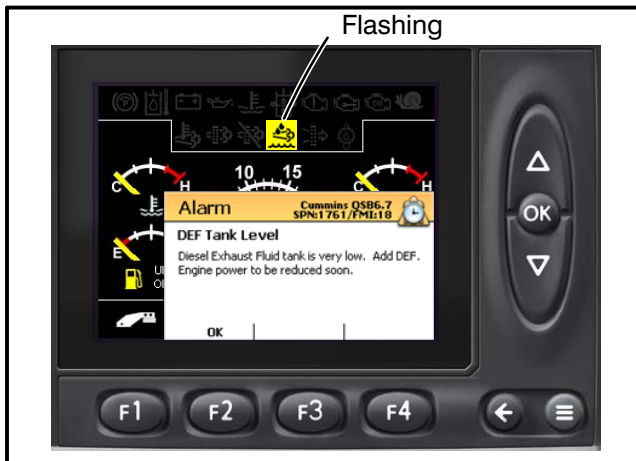 Flashing
C
H
10
15
C
H
E
Alarm
Cummins QSB6.7
SPN:1761/FMI:18
DEF Tank Level
Diesel Exhaust Fluid tank is very low. Add DEF.
Engine power to be reduced soon.
OK
OK
F1
F2
F3
F4